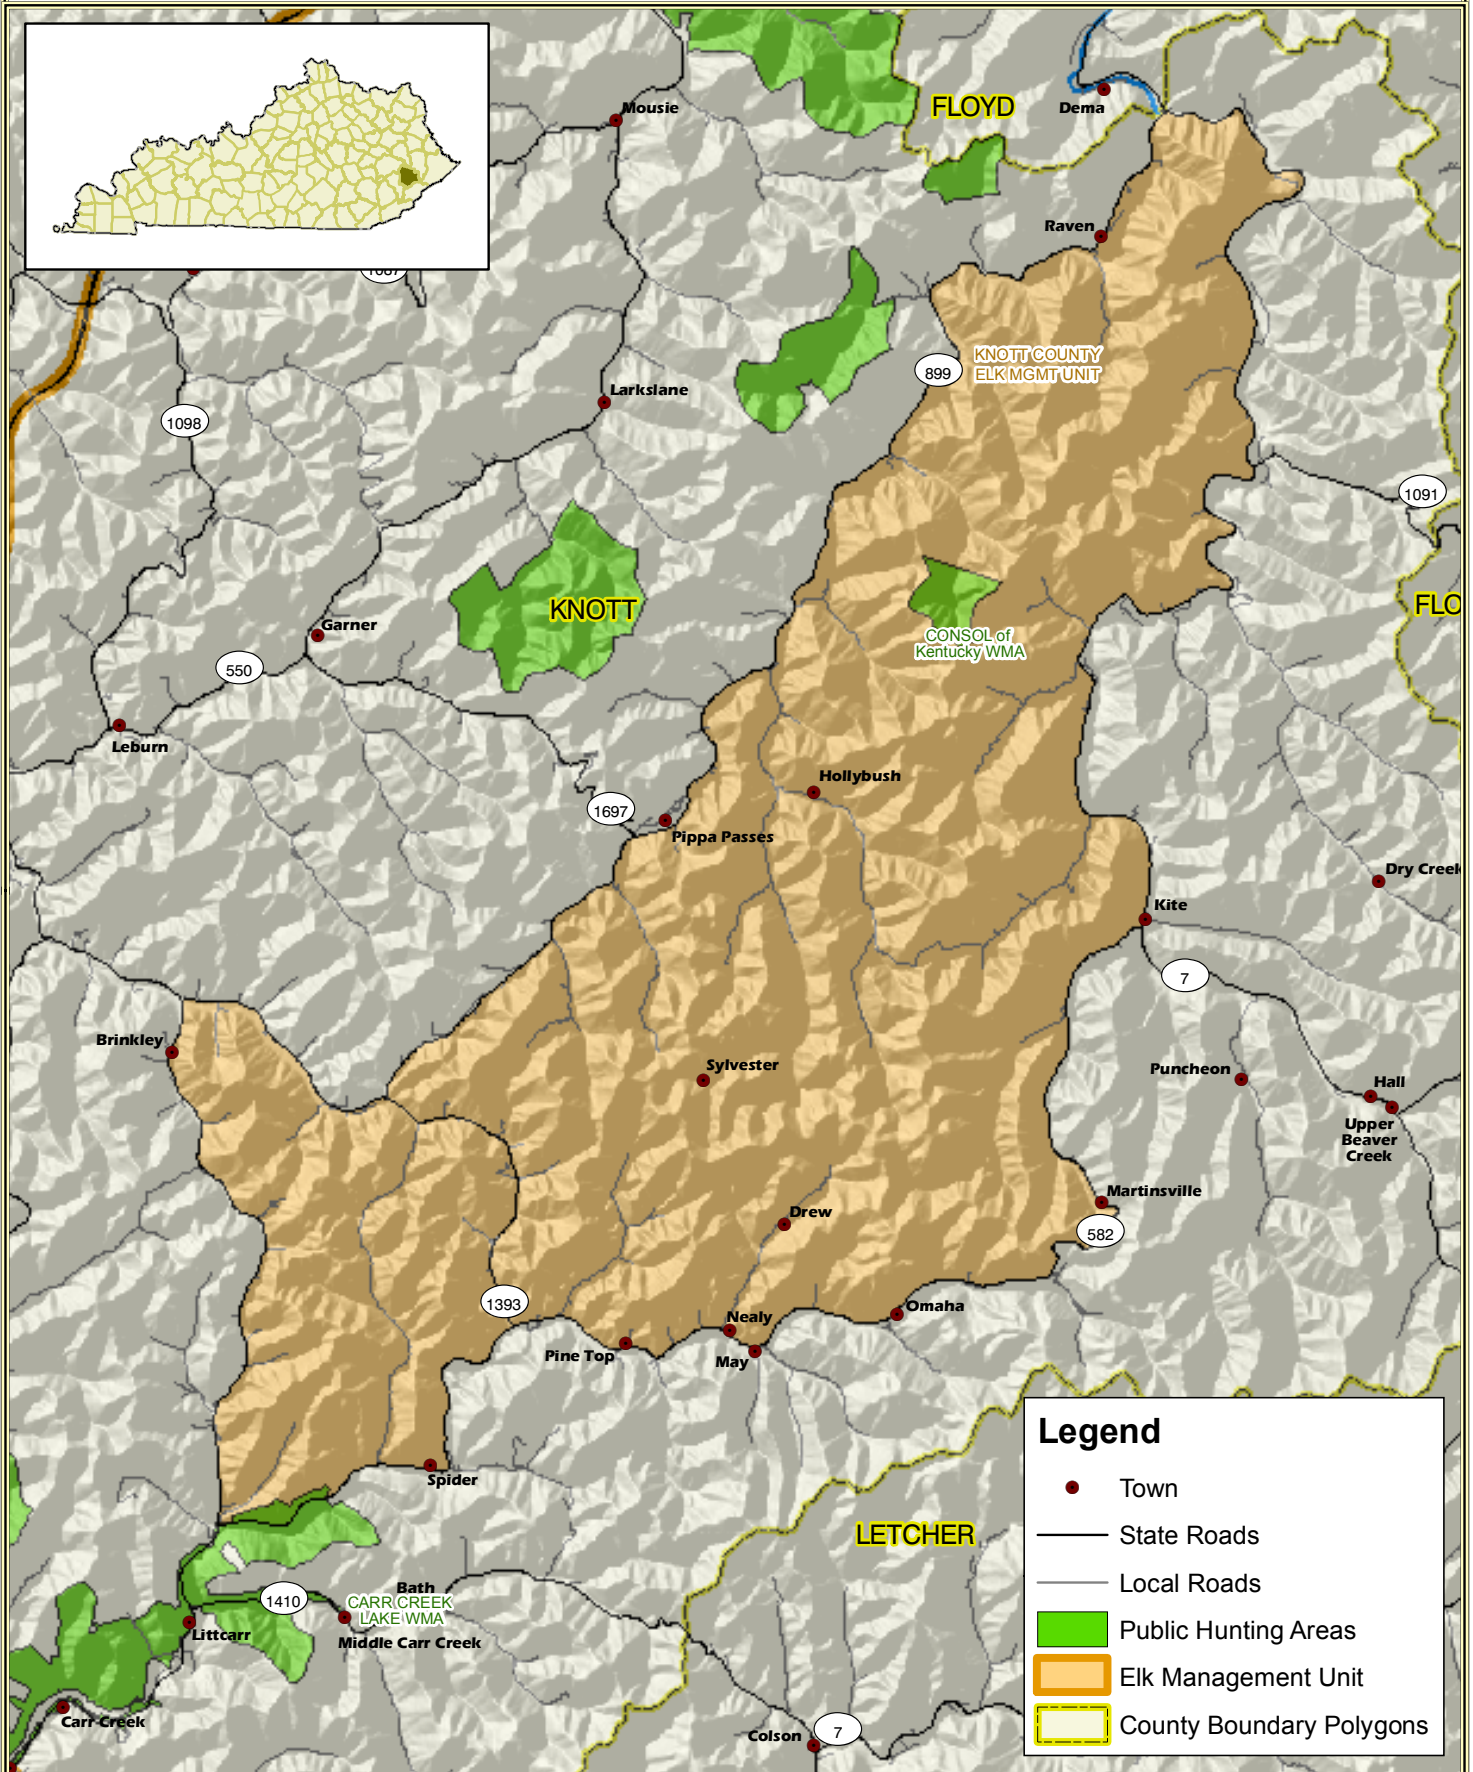 Mousie
FLOYD
Dema
Raven
1087
KNOTT COUNTY
ELK MGMT UNIT
899
Larkslane
1098
1091
KNOTT
FLO
CONSOL of
Kentucky WMA
Garner
550
Leburn
Hollybush
1697
Pippa Passes
Dry Creek
Kite
7
Brinkley
Sylvester
Puncheon
Hall
Upper
Beaver
Creek
Martinsville
Drew
582
1393
Omaha
Nealy
Pine Top
May
Spider
LETCHER
Bath
1410
CARR CREEK
LAKE WMA
Littcarr
Middle Carr Creek
Carr Creek
Colson
7
Legend
Town
State Roads
Local Roads
Public Hunting Areas
Elk Management Unit
County Boundary Polygons